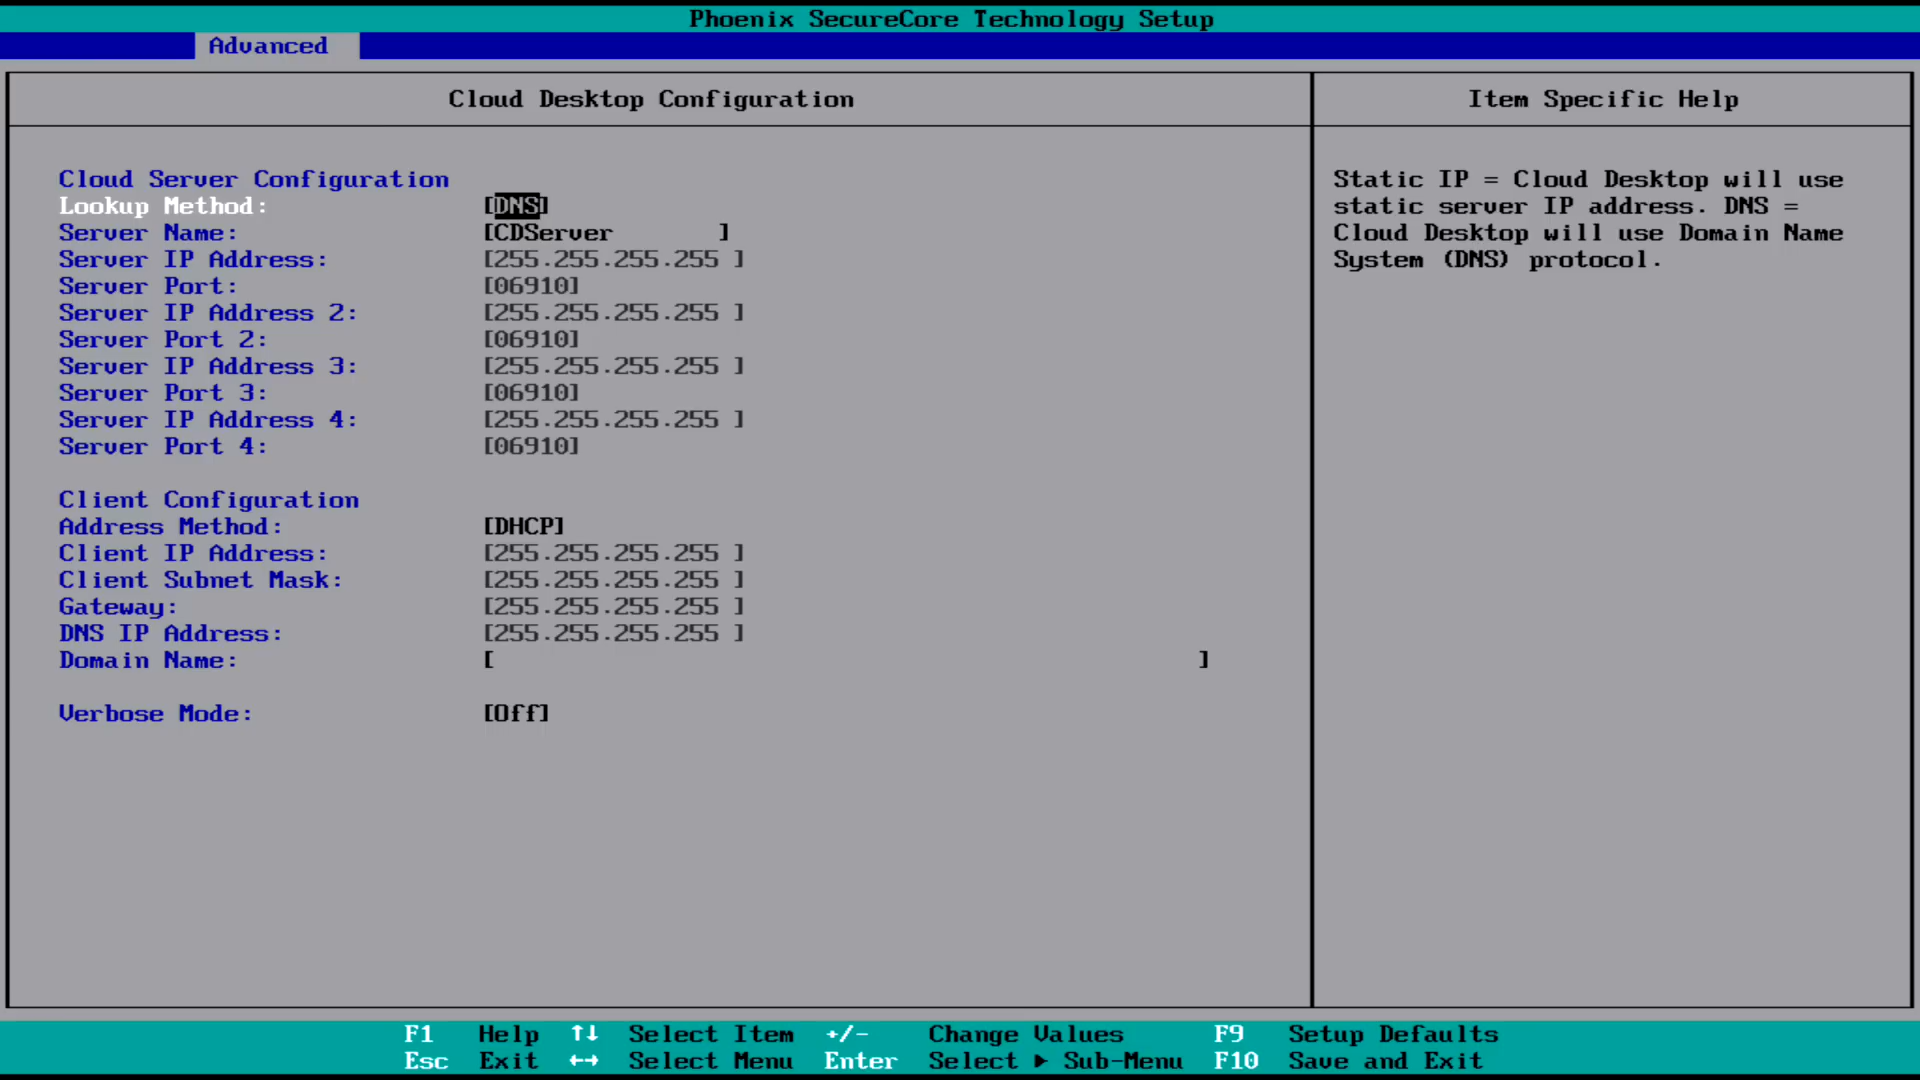 Phoenix SecureCore Technology Setup
Advanced
Cloud Desktop Configuration
Item Specific Help
Cloud Server Configuration
Lookup Method: [DNS]
Server Name: [CDServer ]
Server IP Address: [255.255.255.255 ]
Server Port: [06910]
Server IP Address 2: [255.255.255.255 ]
Server Port 2: [06910]
Server IP Address 3: [255.255.255.255 ]
Server Port 3: [06910]
Server IP Address 4: [255.255.255.255 ]
Server Port 4: [06910]
Client Configuration
Address Method: [DHCP]
Client IP Address: [255.255.255.255 ]
Client Subnet Mask: [255.255.255.255 ]
Gateway: [255.255.255.255 ]
DNS IP Address: [255.255.255.255 ]
Domain Name: [ ]
Verbose Mode: [Off]
Static IP = Cloud Desktop will use
static server IP address. DNS =
Cloud Desktop will use Domain Name
System (DNS) protocol.
F1 Help ↑↓ Select Item +/- Change Values F9 Setup Defaults
Esc Exit ↔ Select Menu Enter Select ▶ Sub-Menu F10 Save and Exit